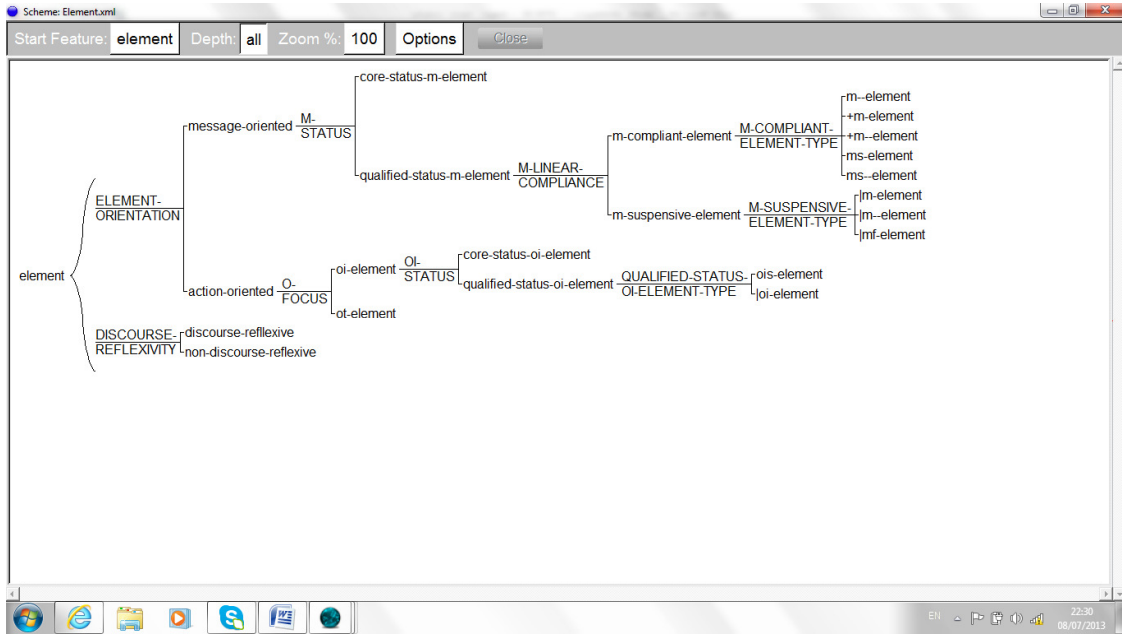 Scheme: Element.xml
Start Feature: element Depth: all Zoom %: 100 Options Close
core-status-m-element
m--element
+m-element
message-oriented M-STATUS
m-compliant-element M-COMPLIANT-ELEMENT-TYPE
+m--element
ms-element
qualified-status-m-element M-LINEAR-COMPLIANCE
ms--element
|m-element
ELEMENT-ORIENTATION
m-suspensive-element M-SUSPENSIVE-ELEMENT-TYPE
|m--element
|mf-element
core-status-oi-element
element
oi-element OI-STATUS
ois-element
qualified-status-oi-element QUALIFIED-STATUS-OI-ELEMENT-TYPE
action-oriented O-FOCUS
|oi-element
ot-element
DISCOURSE-REFLEXIVITY
discourse-refllexive
non-discourse-reflexive
EN
22:30
08/07/2013